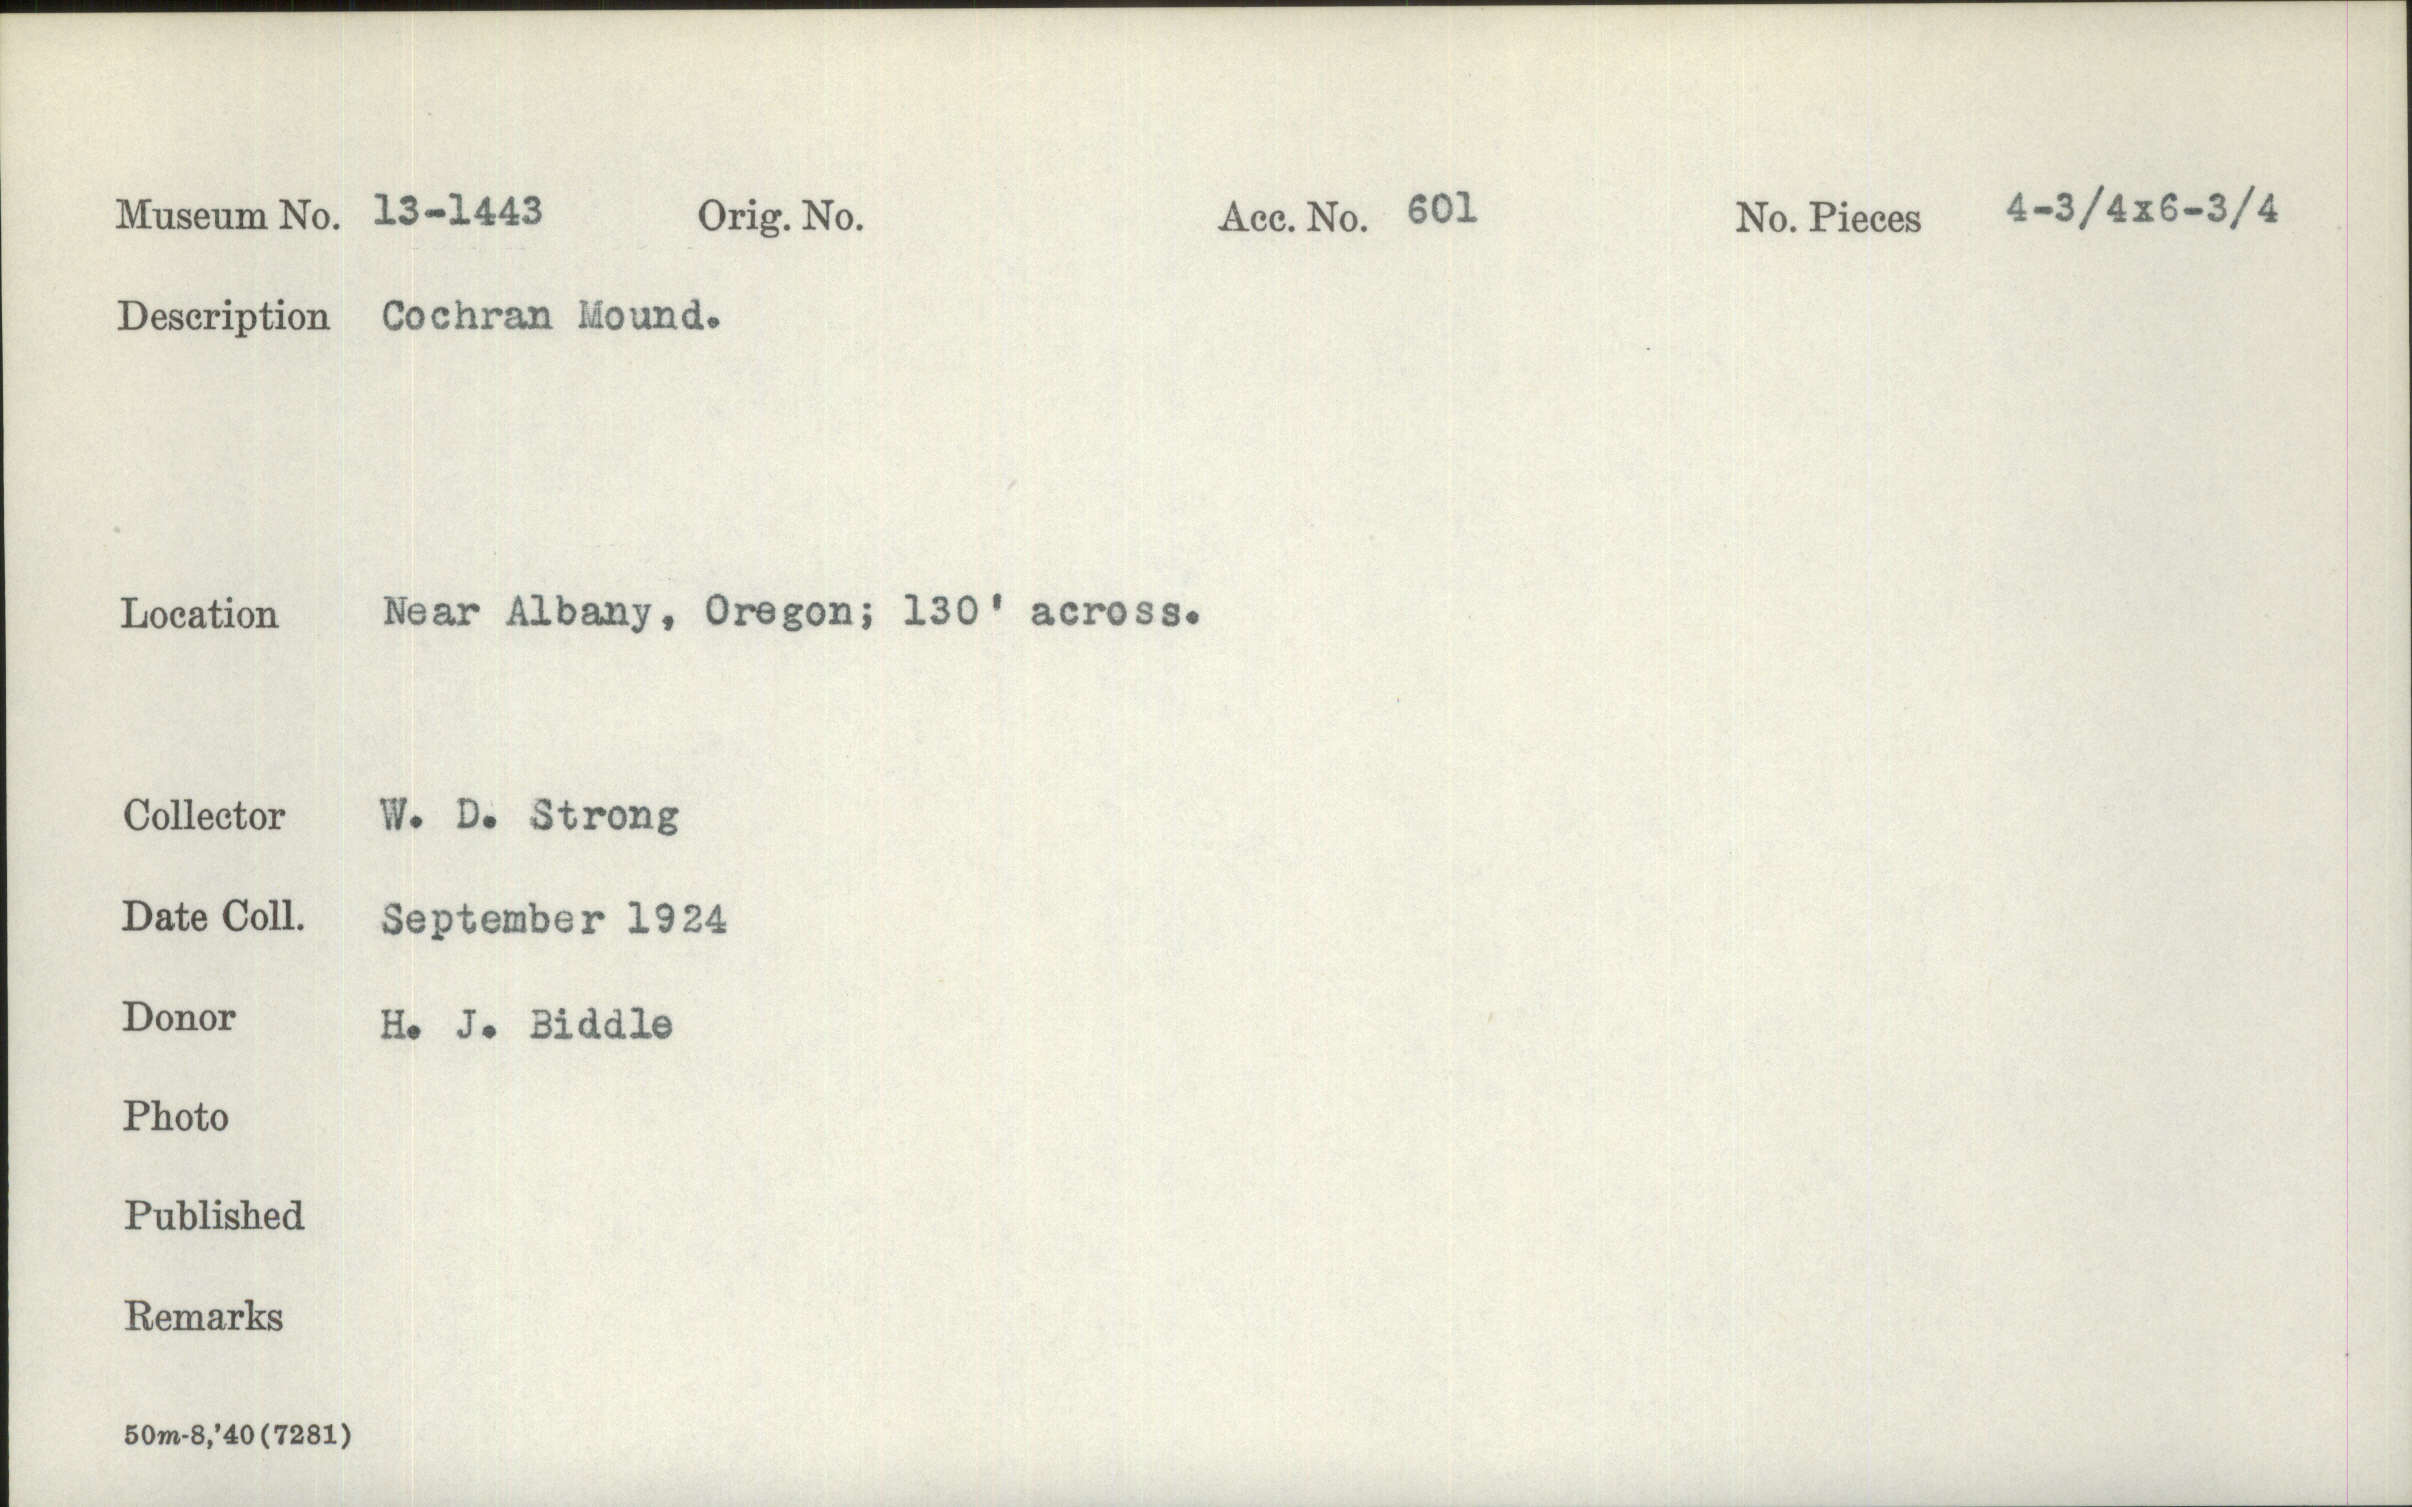 Museum No. 13-1443 Orig. No. Acc. No. 601 No. Pieces 4-3/4x6-3/4
Description Cochran Mound.
Location Near Albany, Oregon; 130' across.
Collector W. D. Strong
Date Coll. September 1924
Donor H. J. Biddle
Photo
Published
Remarks
50m-8,'40(7281)